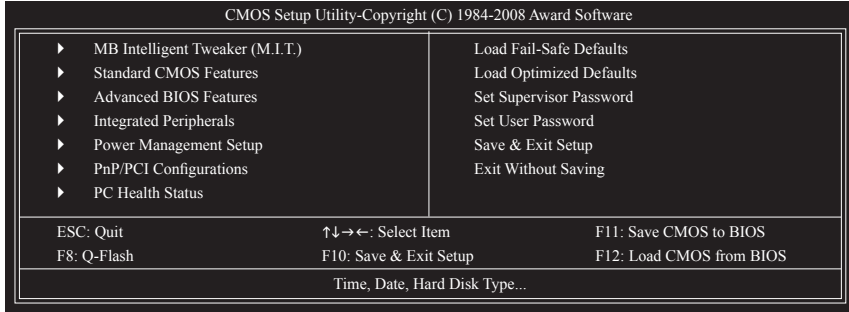 CMOS Setup Utility-Copyright (C) 1984-2008 Award Software
MB Intelligent Tweaker (M.I.T.)
Standard CMOS Features
Advanced BIOS Features
Integrated Peripherals
Power Management Setup
PnP/PCI Configurations
PC Health Status
Load Fail-Safe Defaults
Load Optimized Defaults
Set Supervisor Password
Set User Password
Save & Exit Setup
Exit Without Saving
ESC: Quit ↑↓→←: Select Item F11: Save CMOS to BIOS
F8: Q-Flash F10: Save & Exit Setup F12: Load CMOS from BIOS
Time, Date, Hard Disk Type...